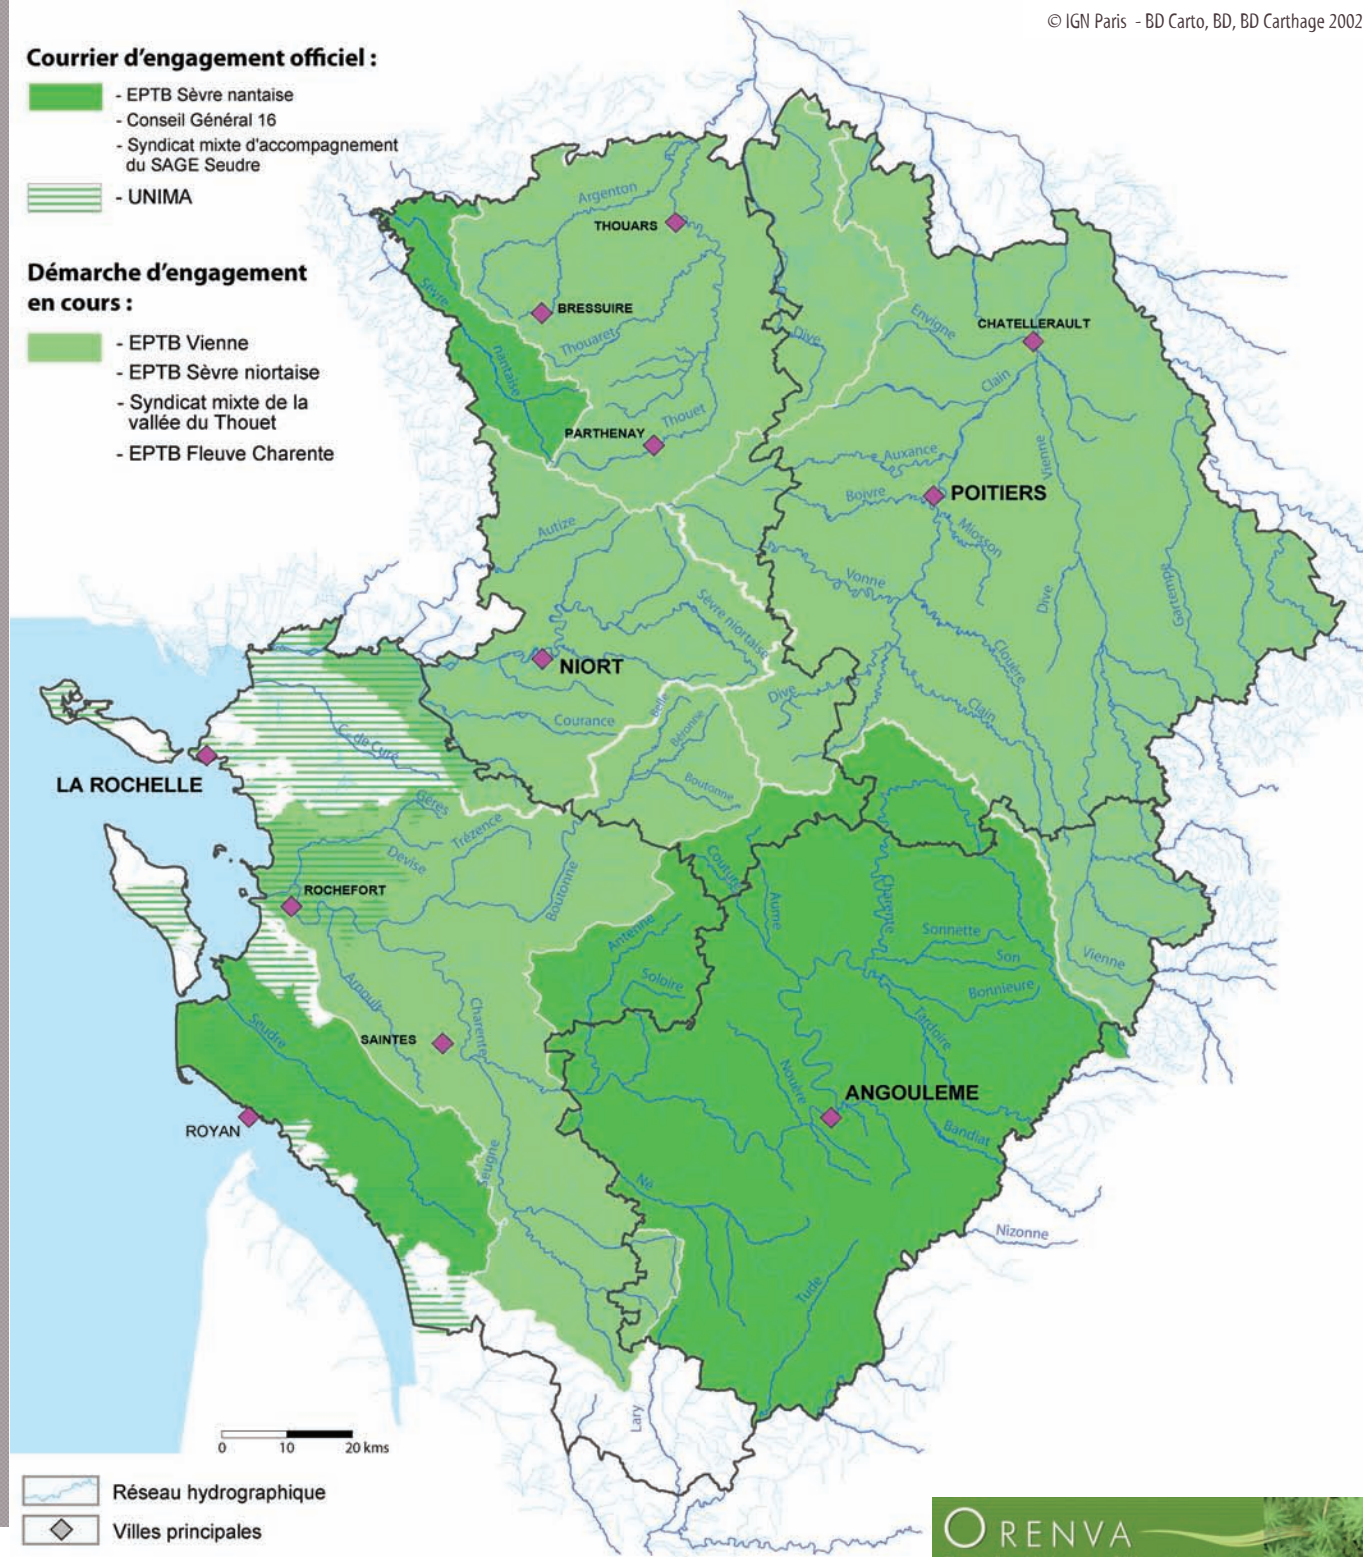 © IGN Paris - BD Carto, BD, BD Carthage 2002
Courrier d'engagement officiel :
- EPTB Sèvre nantaise
- Conseil Général 16
- Syndicat mixte d'accompagnement
du SAGE Seudre
- UNIMA
Démarche d'engagement
en cours :
- EPTB Vienne
- EPTB Sèvre niortaise
- Syndicat mixte de la
vallée du Thouet
- EPTB Fleuve Charente
Argenton
THOUARS
Sèvre
nantaise
BRESSUIRE
Thouaret
Dive
Envigne
CHATELLERAULT
Clain
Thouet
PARTHENAY
Auxance
Vienne
Boivre
POITIERS
Miosson
Autize
Vonne
Dive
Gartempe
Sèvre niortaise
Clouère
NIORT
Belle
Dive
Clain
Courance
Béronne
C. de Curé
LA ROCHELLE
Boutonne
Gères
Trézence
Devise
Couture
ROCHEFORT
Boutonne
Aume
Charente
Antenne
Sonnette
Son
Vienne
Soloire
Bonnieure
Arnoult
Charente
Tardoire
Seudre
SAINTES
Nouère
ANGOULEME
ROYAN
Bandiat
Seugne
Né
Nizonne
Tude
Lary
0 10 20 kms
Réseau hydrographique
Villes principales
ORENVA